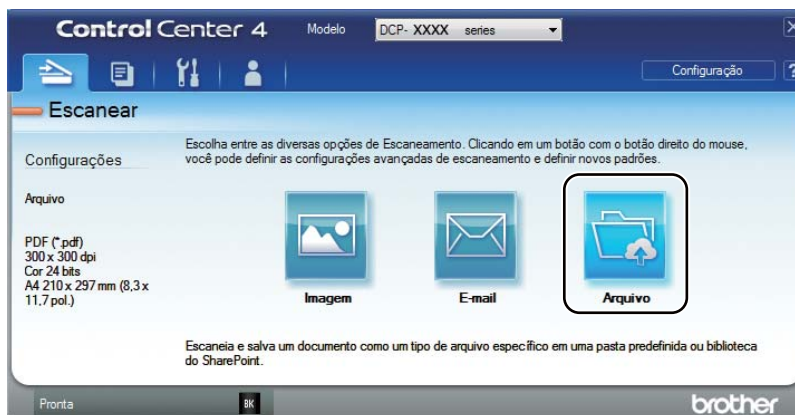 Control Center 4
Modelo
DCP- XXXX series
X
Configuração
?
Escanear
Configurações
Arquivo
PDF (*.pdf)
300 x 300 dpi
Cor 24 bits
A4 210 x 297 mm (8,3 x
11,7 pol.)
Escolha entre as diversas opções de Escaneamento. Clicando em um botão com o botão direito do mouse,
você pode definir as configurações avançadas de escaneamento e definir novos padrões.
Imagem
E-mail
Arquivo
Escaneia e salva um documento como um tipo de arquivo específico em uma pasta predefinida ou biblioteca
do SharePoint.
Pronta
BK
brother